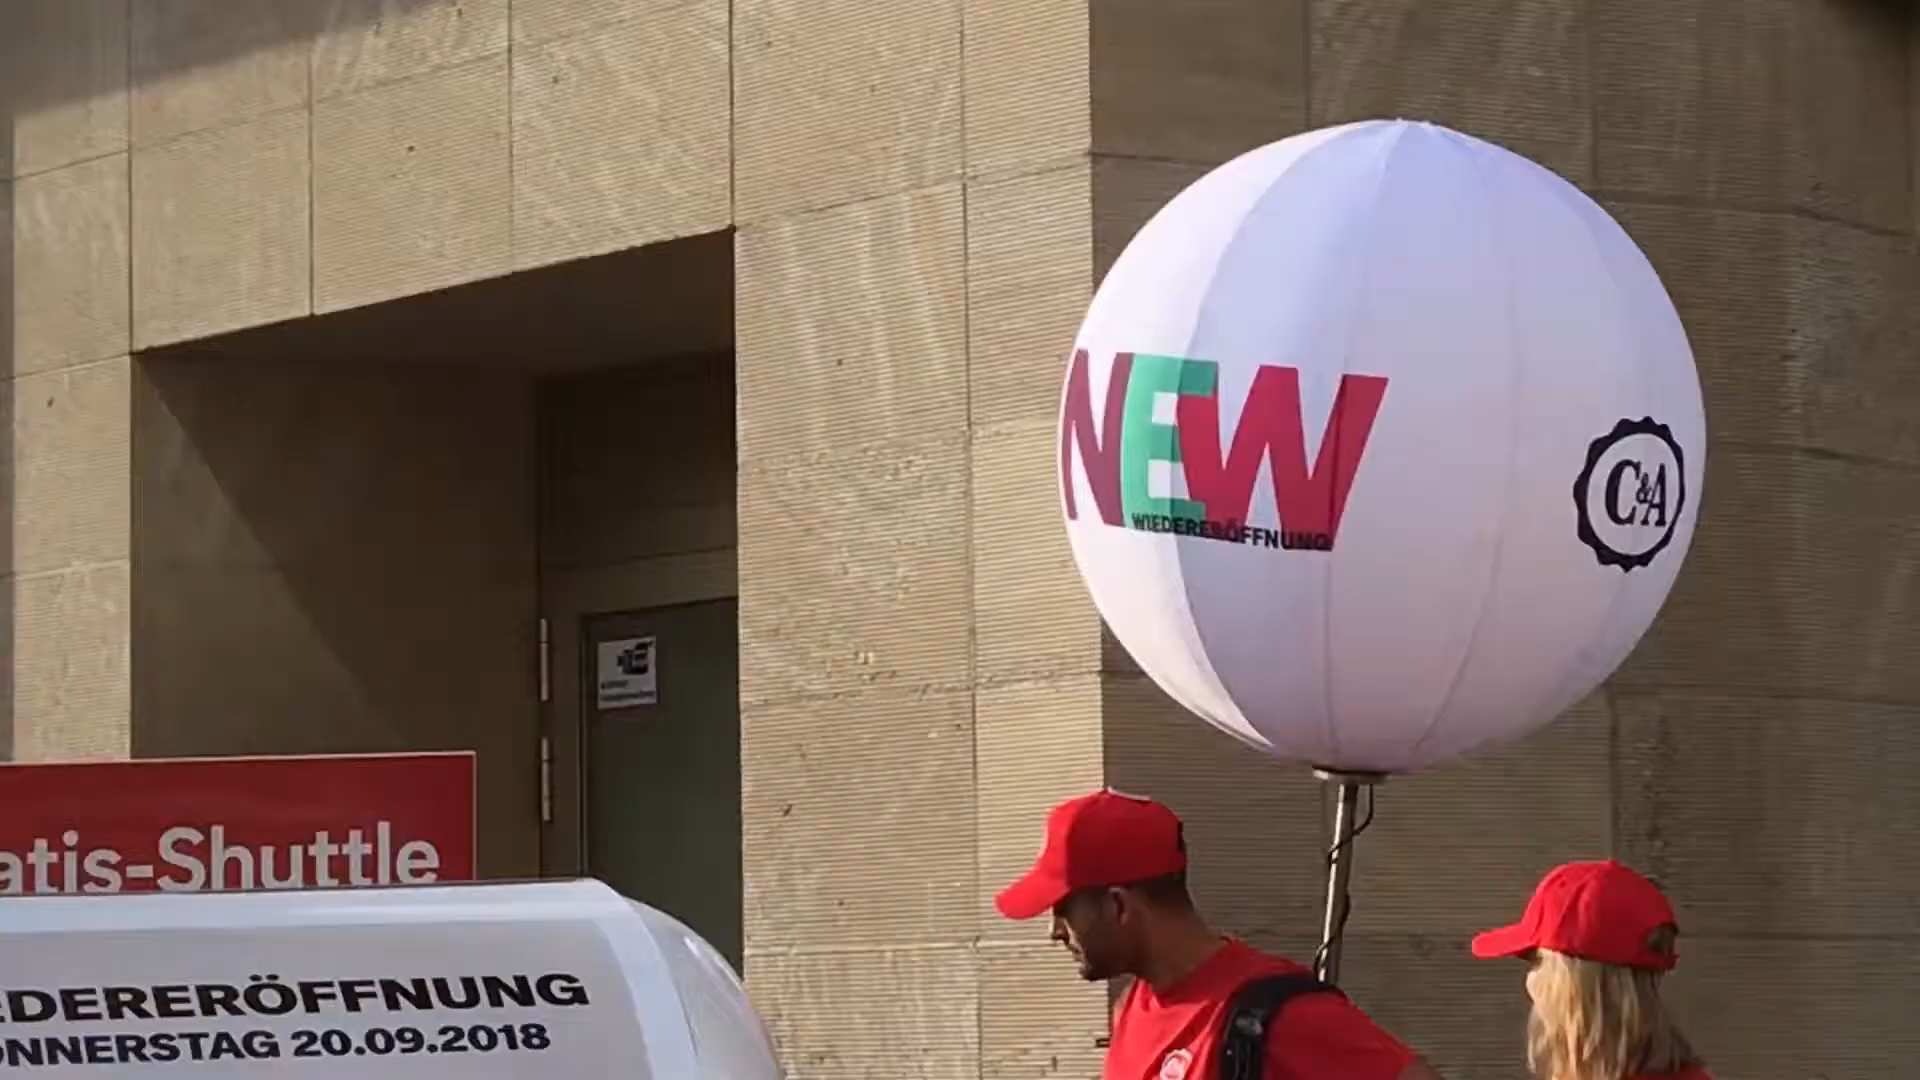 NEW
WIEDERERÖFFNUNG
C&A
atis-Shuttle
EDERERÖFFNUNG
ONNERSTAG 20.09.2018